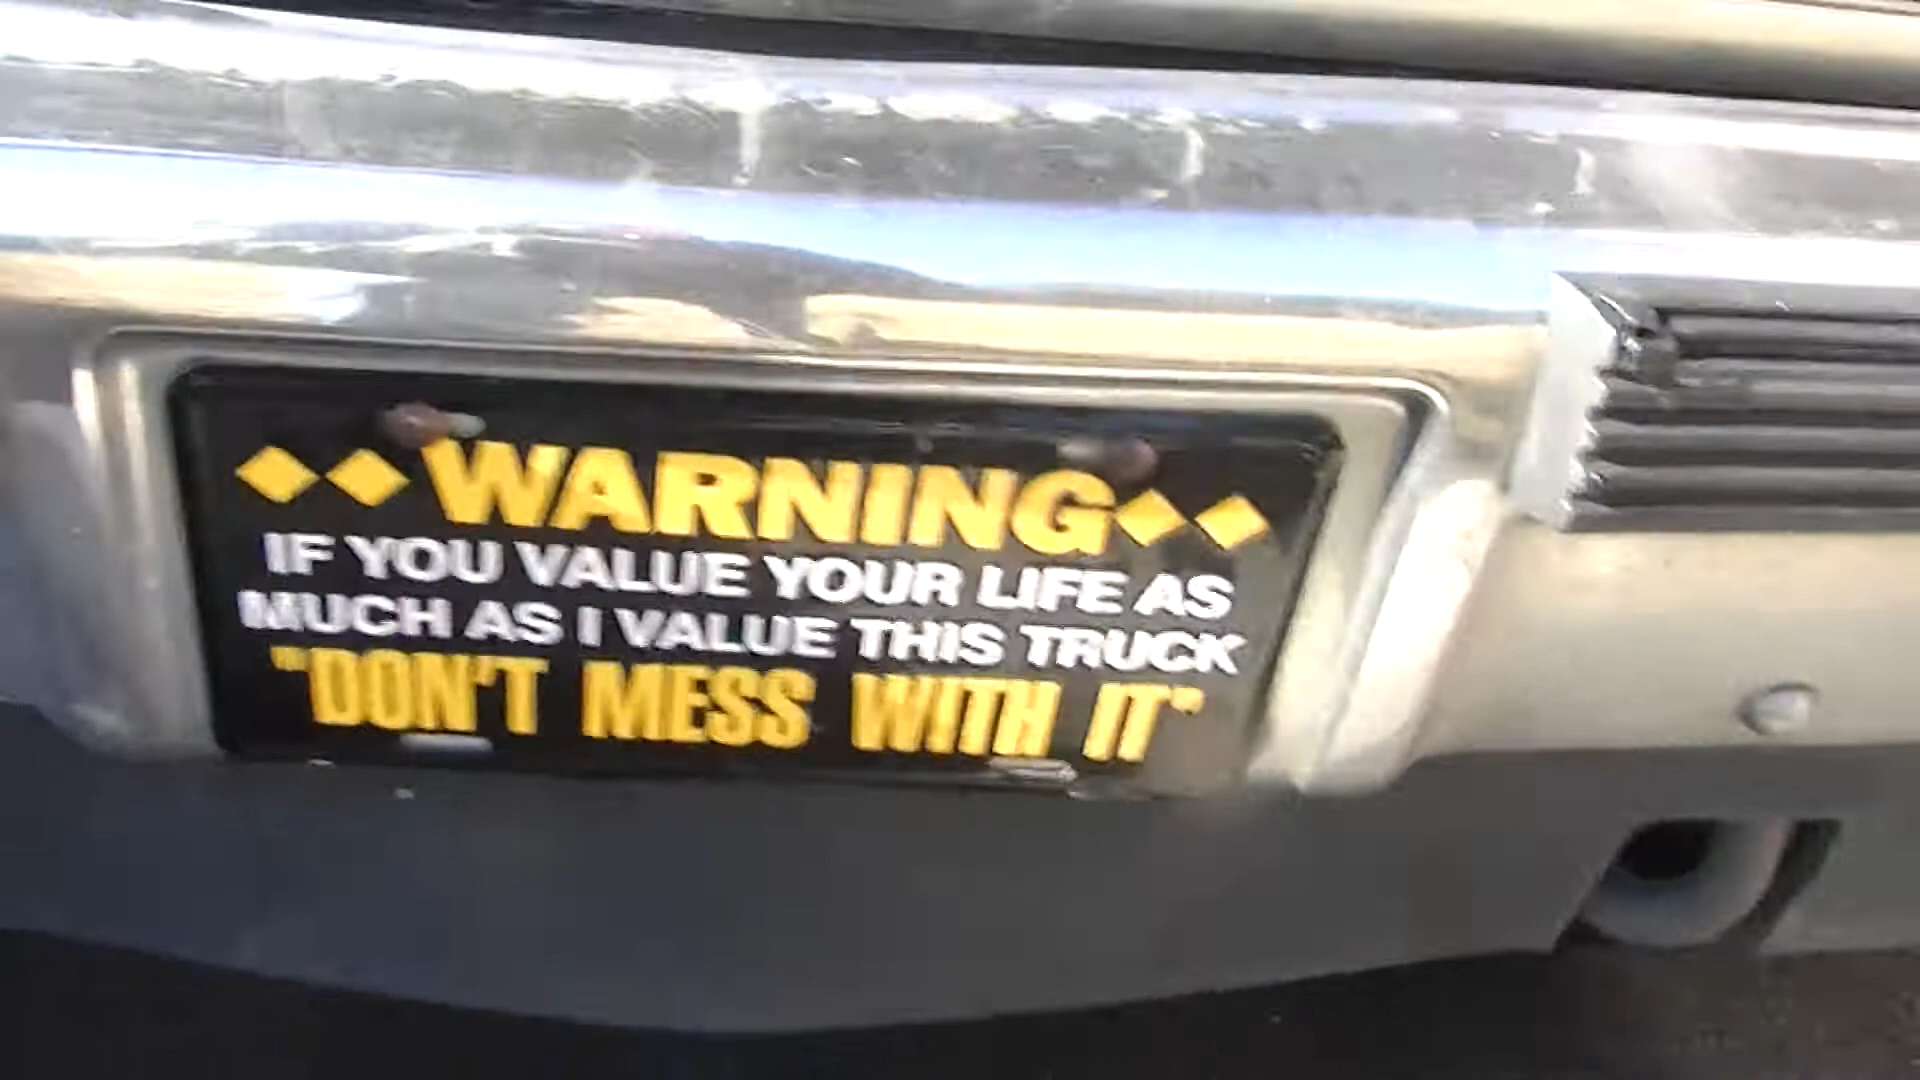 WARNING
IF YOU VALUE YOUR LIFE AS
MUCH AS I VALUE THIS TRUCK
"DON'T MESS WITH IT"